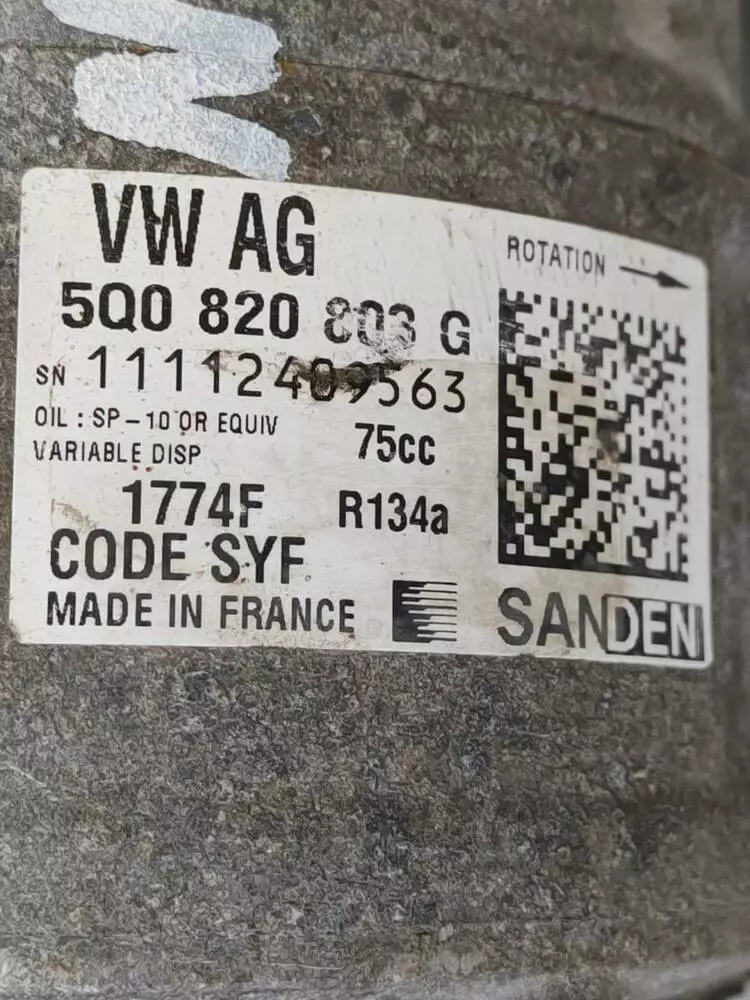 VW AG
ROTATION
5Q0 820 803 G
SN 11112409563
OIL : SP-10 OR EQUIV
75cc
VARIABLE DISP
1774F R134a
CODE SYF
MADE IN FRANCE
SANDEN